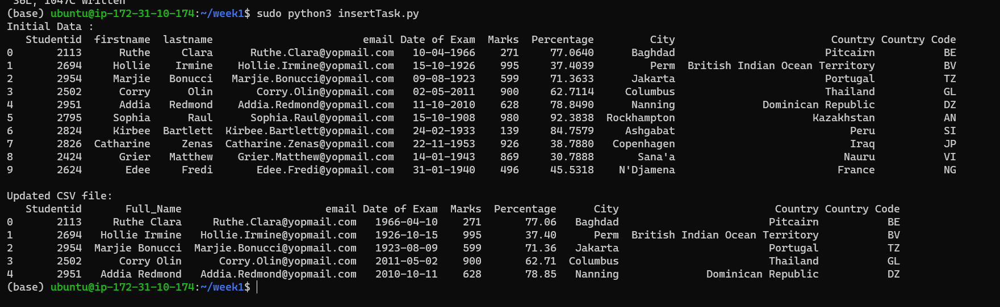 36L, 1047C written
(base) ubuntu@ip-172-31-10-174:~/week1$ sudo python3 insertTask.py
Initial Data :
   Studentid  firstname  lastname                        email Date of Exam  Marks  Percentage         City                         Country Country Code
0       2113      Ruthe     Clara      Ruthe.Clara@yopmail.com   10-04-1966    271     77.0640      Baghdad                        Pitcairn           BE
1       2694     Hollie    Irmine    Hollie.Irmine@yopmail.com   15-10-1926    995     37.4039         Perm  British Indian Ocean Territory           BV
2       2954     Marjie   Bonucci   Marjie.Bonucci@yopmail.com   09-08-1923    599     71.3633      Jakarta                        Portugal           TZ
3       2502      Corry      Olin       Corry.Olin@yopmail.com   02-05-2011    900     62.7114     Columbus                        Thailand           GL
4       2951      Addia   Redmond    Addia.Redmond@yopmail.com   11-10-2010    628     78.8490      Nanning              Dominican Republic           DZ
5       2795     Sophia      Raul      Sophia.Raul@yopmail.com   15-10-1908    980     92.3838  Rockhampton                      Kazakhstan           AN
6       2824     Kirbee  Bartlett  Kirbee.Bartlett@yopmail.com   24-02-1933    139     84.7579     Ashgabat                            Peru           SI
7       2826  Catharine     Zenas  Catharine.Zenas@yopmail.com   22-11-1953    926     38.7880   Copenhagen                            Iraq           JP
8       2424      Grier   Matthew    Grier.Matthew@yopmail.com   14-01-1943    869     30.7888       Sana'a                           Nauru           VI
9       2624       Edee     Fredi       Edee.Fredi@yopmail.com   31-01-1940    496     45.5318    N'Djamena                          France           NG
Updated CSV file:
   Studentid       Full_Name                       email Date of Exam  Marks  Percentage      City                         Country Country Code
0       2113     Ruthe Clara     Ruthe.Clara@yopmail.com   1966-04-10    271       77.06   Baghdad                        Pitcairn           BE
1       2694   Hollie Irmine   Hollie.Irmine@yopmail.com   1926-10-15    995       37.40      Perm  British Indian Ocean Territory           BV
2       2954  Marjie Bonucci  Marjie.Bonucci@yopmail.com   1923-08-09    599       71.36   Jakarta                        Portugal           TZ
3       2502      Corry Olin      Corry.Olin@yopmail.com   2011-05-02    900       62.71  Columbus                        Thailand           GL
4       2951   Addia Redmond   Addia.Redmond@yopmail.com   2010-10-11    628       78.85   Nanning              Dominican Republic           DZ
(base) ubuntu@ip-172-31-10-174:~/week1$